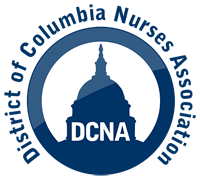 District of Columbia Nurses Association
DCNA